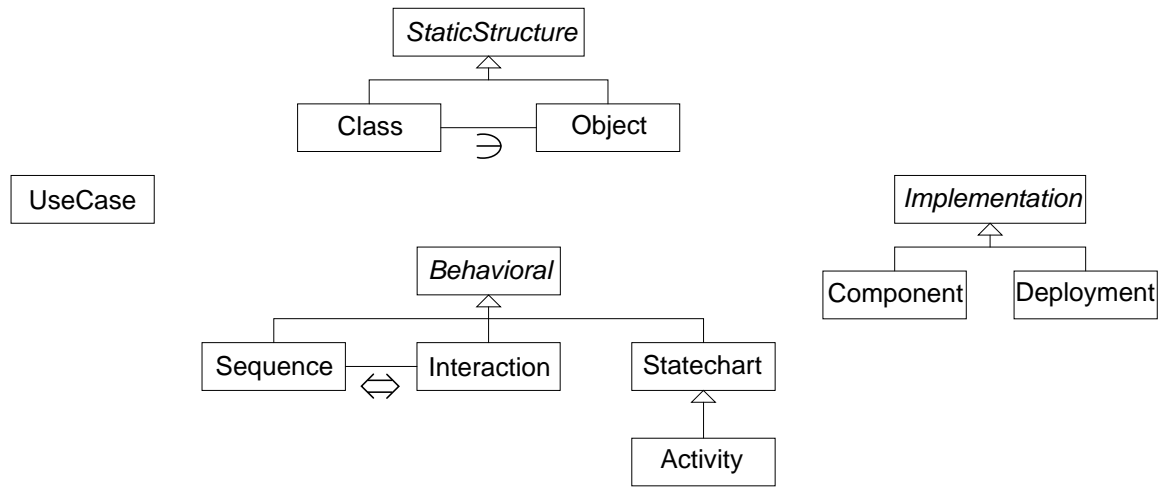 StaticStructure
Class
Object
∋
UseCase
Implementation
Behavioral
Component
Deployment
Sequence
Interaction
Statechart
⇔
Activity